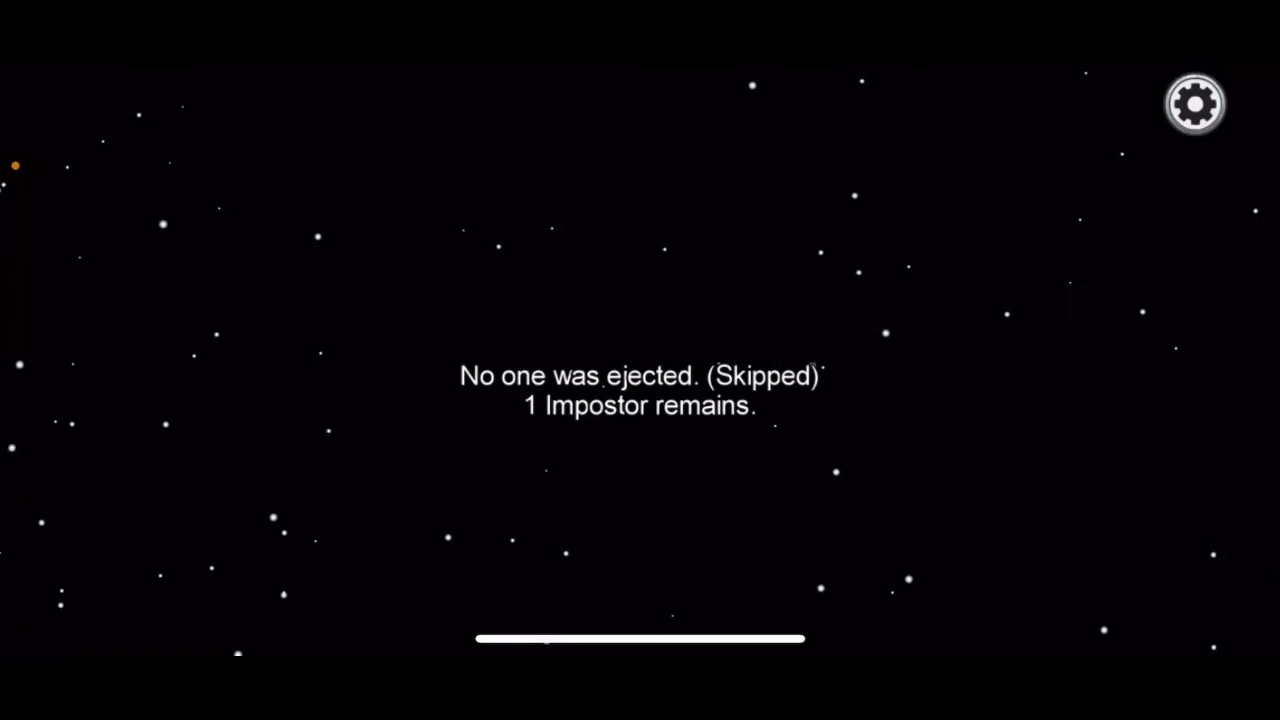 No one was ejected. (Skipped)
1 Impostor remains.